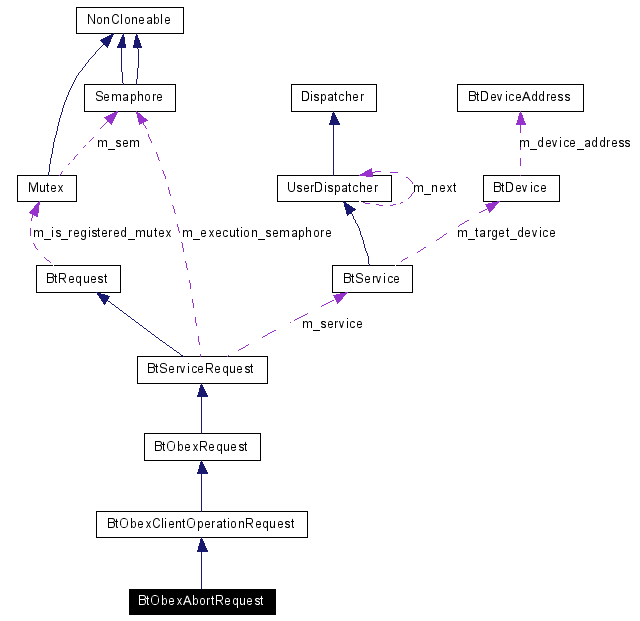 NonCloneable
Semaphore
Dispatcher
BtDeviceAddress
m_sem
m_device_address
Mutex
UserDispatcher
m_next
BtDevice
m_is_registered_mutex
m_execution_semaphore
m_target_device
BtRequest
BtService
m_service
BtServiceRequest
BtObexRequest
BtObexClientOperationRequest
BtObexAbortRequest